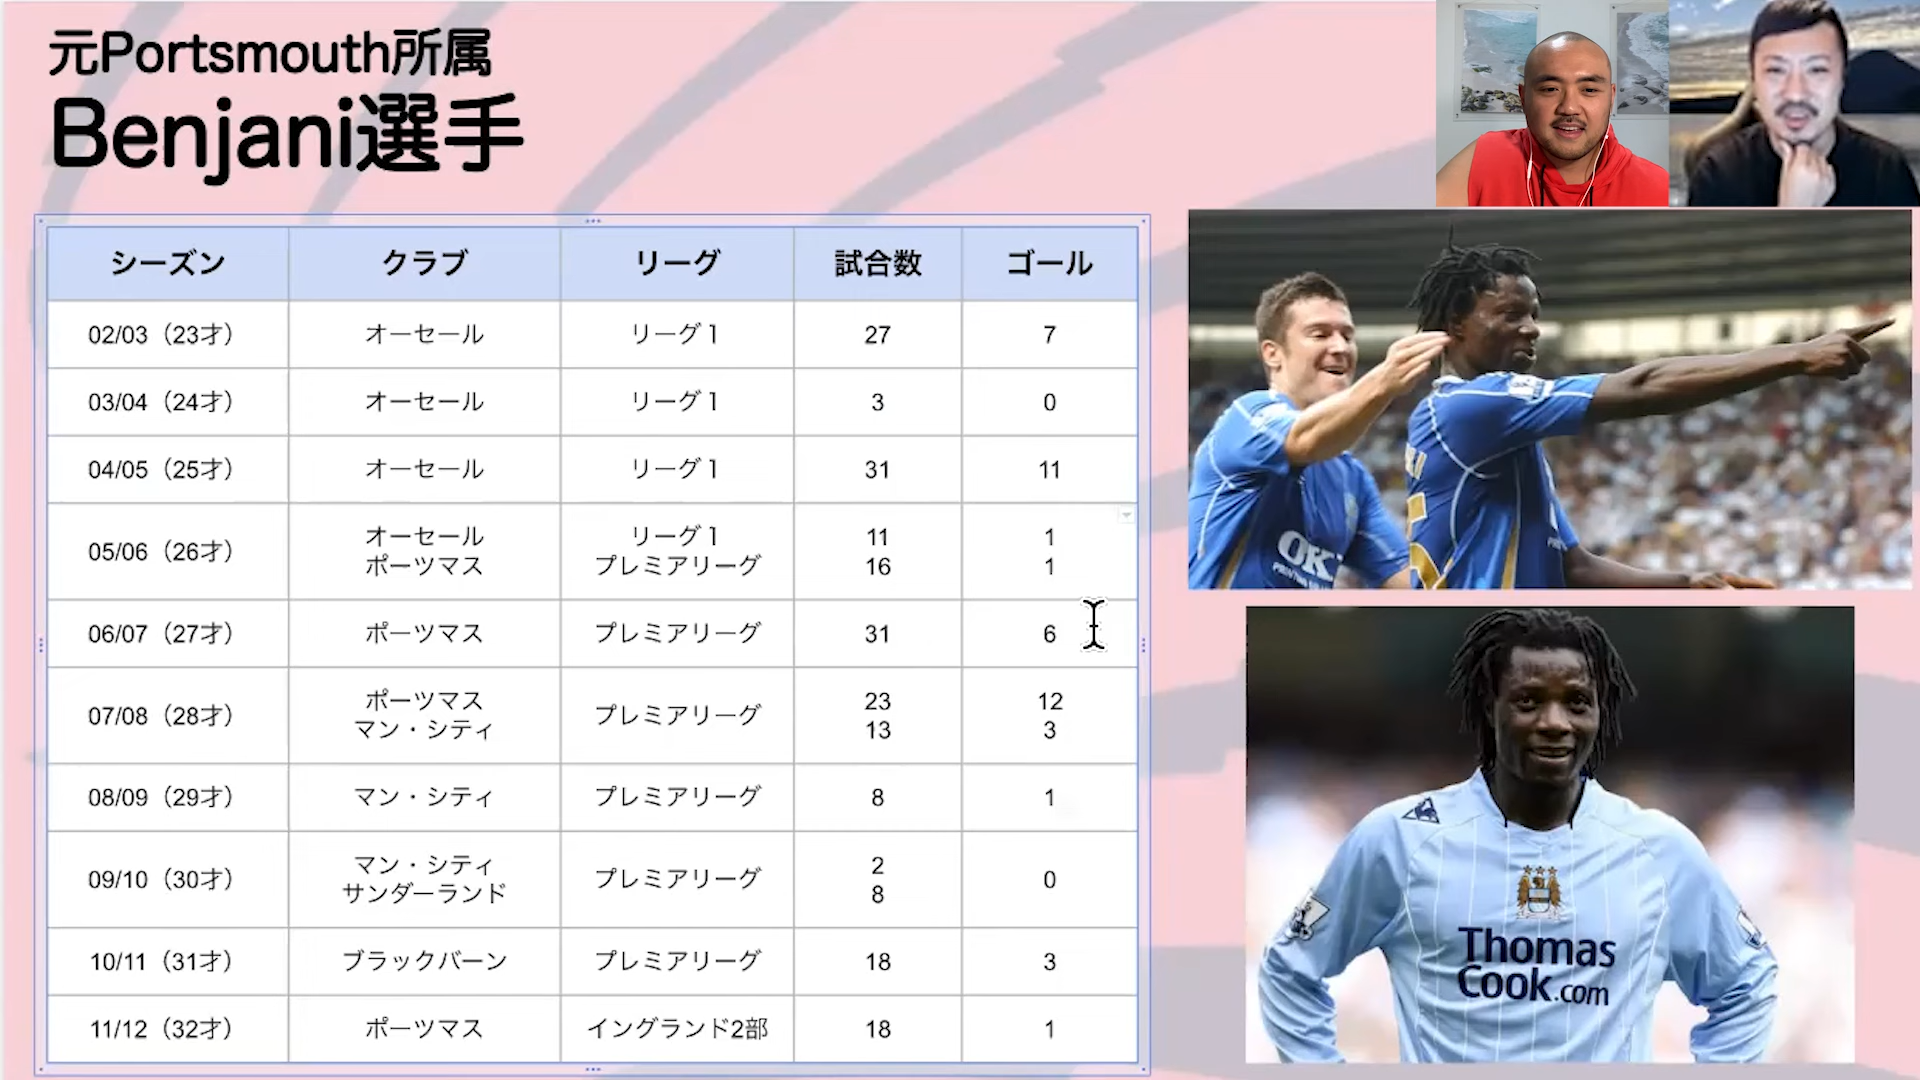 元Portsmouth所属
Benjani選手
シーズン クラブ リーグ 試合数 ゴール
02/03（23才） オーセール リーグ1 27 7
03/04（24才） オーセール リーグ1 3 0
04/05（25才） オーセール リーグ1 31 11
05/06（26才） オーセール リーグ1 11 1
ポーツマス プレミアリーグ 16 1
06/07（27才） ポーツマス プレミアリーグ 31 6
07/08（28才） ポーツマス プレミアリーグ 23 12
マン・シティ 13 3
08/09（29才） マン・シティ プレミアリーグ 8 1
09/10（30才） マン・シティ プレミアリーグ 2 0
サンダーランド 8
10/11（31才） ブラックバーン プレミアリーグ 18 3
11/12（32才） ポーツマス イングランド2部 18 1
OKI
Thomas
Cook.com